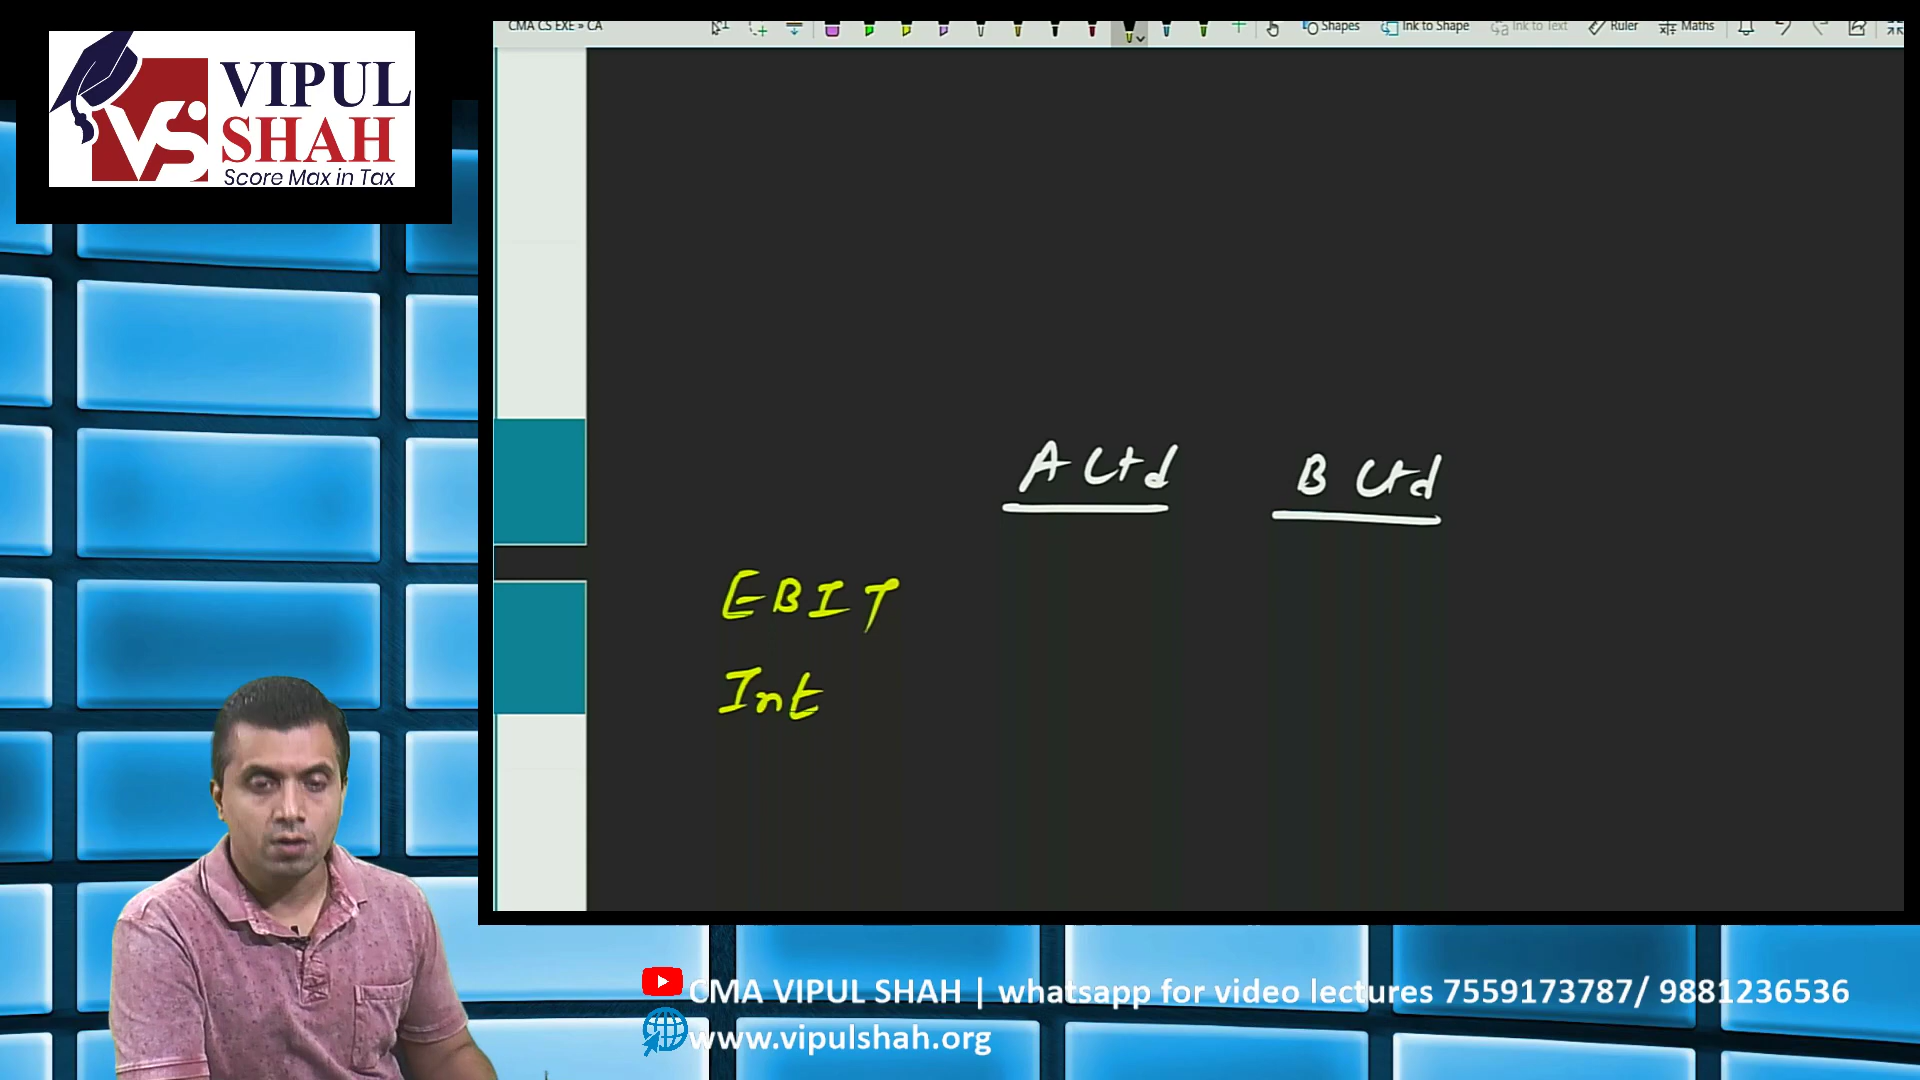 VIPUL
SHAH
Score Max in Tax
VS
CMA CS EXE » CA
Shapes
Ink to Shape
Ink to Text
Ruler
Maths
A Ltd
B Ltd
EBIT
Int
CMA VIPUL SHAH | whatsapp for video lectures 7559173787/ 9881236536
www.vipulshah.org